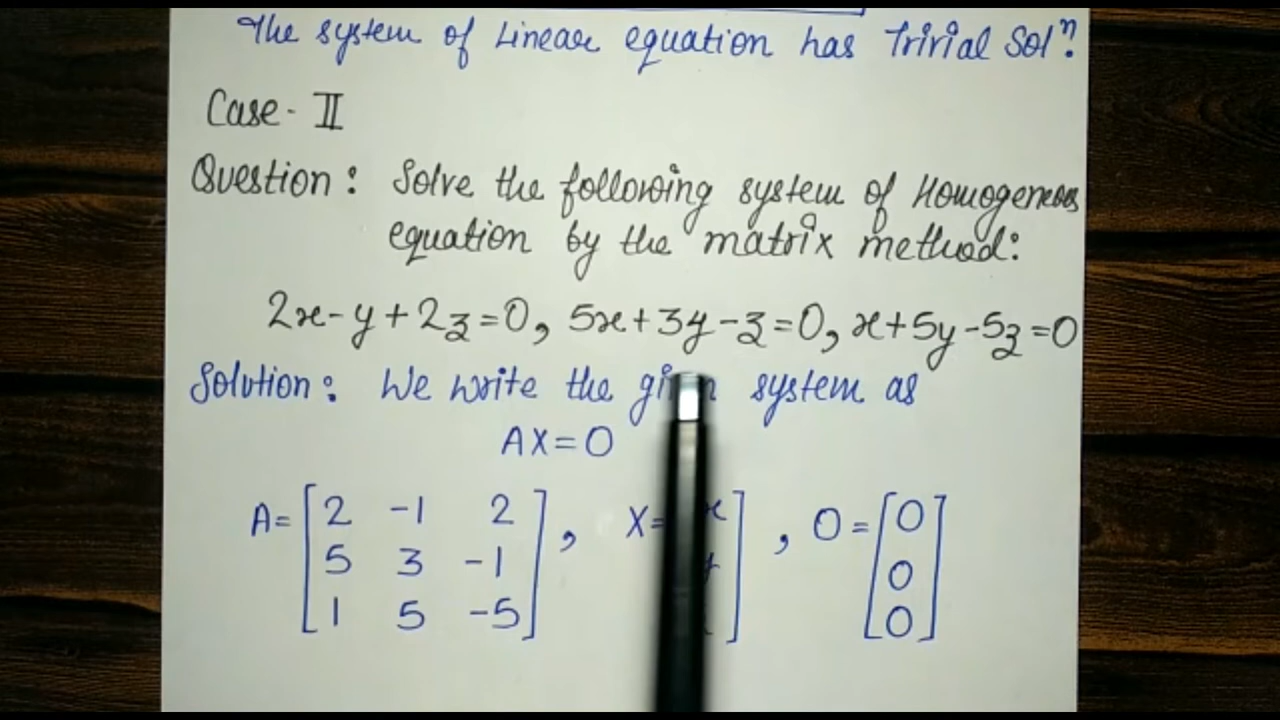 The system of Linear equation has Trivial Solⁿ.
Case - II
Question : Solve the following system of Homogeneous
equation by the matrix method:
2x-y+2z=0, 5x+3y-z=0, x+5y-5z=0
Solution : We write the system as
AX=0
A= [2 -1 2], X= x , 0=[0]
5 3 -1 0
1 5 -5 0